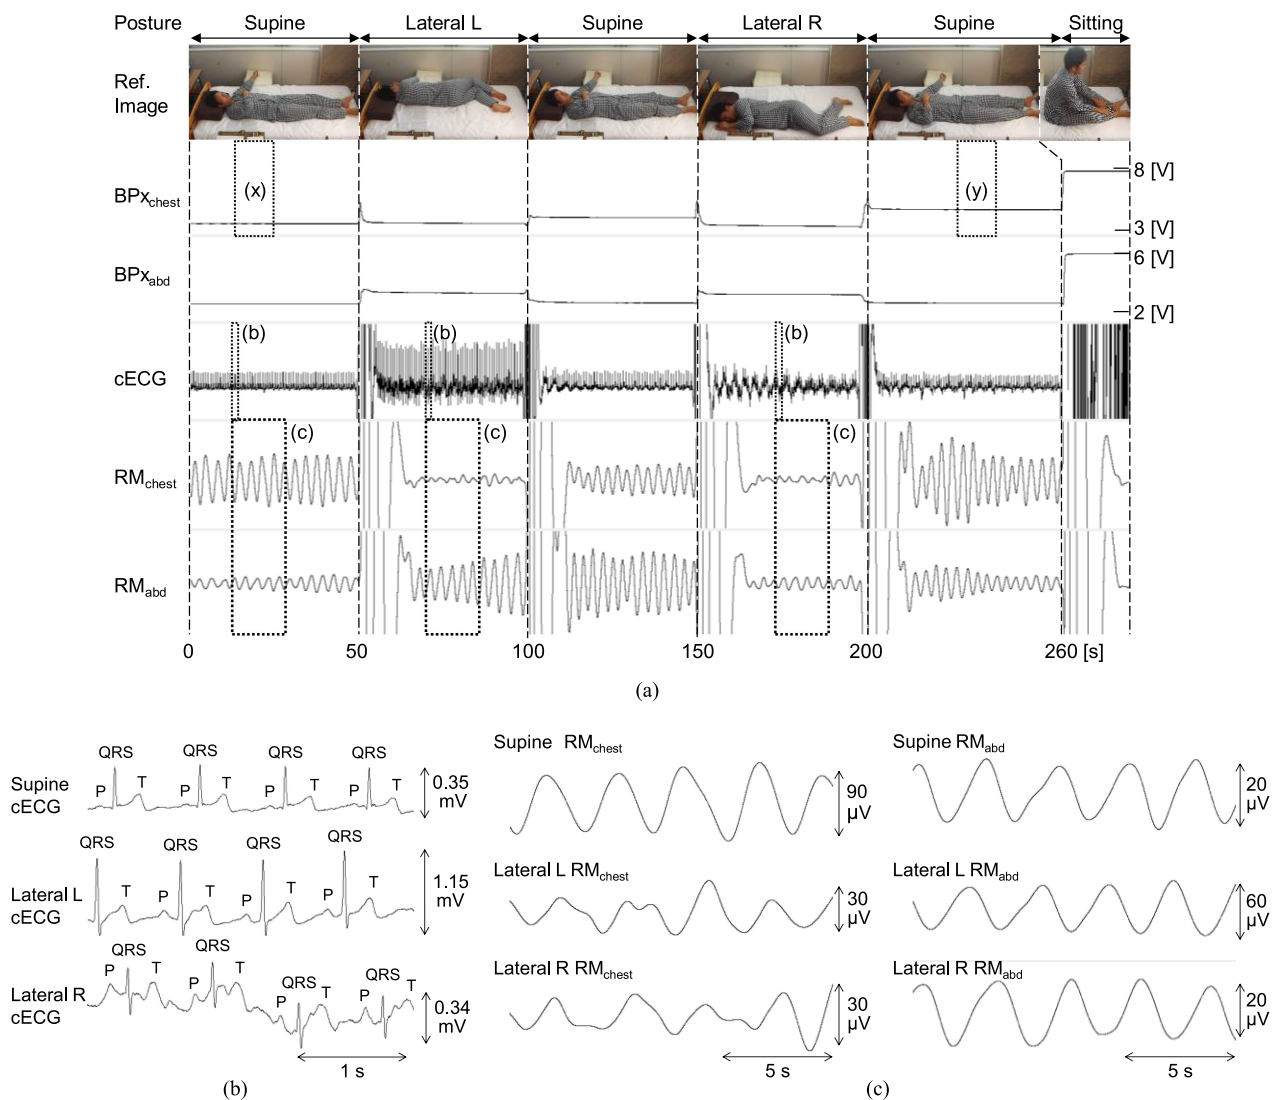 Posture Supine Lateral L Supine Lateral R Supine Sitting
Ref.
Image
BPxchest (x) (y) 8 [V]
3 [V]
BPxabd 6 [V]
2 [V]
cECG (b) (b) (b)
RMchest (c) (c) (c)
RMabd
0 50 100 150 200 260 [s]
(a)
Supine
cECG
QRS QRS QRS QRS
P T P T P T P T
0.35
mV
Lateral L
cECG
QRS QRS QRS QRS
T P T P T P T
1.15
mV
Lateral R
cECG
QRS QRS QRS QRS
P T P T P T P T
0.34
mV
1 s
(b)
Supine RMchest
90
µV
Lateral L RMchest
30
µV
Lateral R RMchest
30
µV
5 s
Supine RMabd
20
µV
Lateral L RMabd
60
µV
Lateral R RMabd
20
µV
5 s
(c)